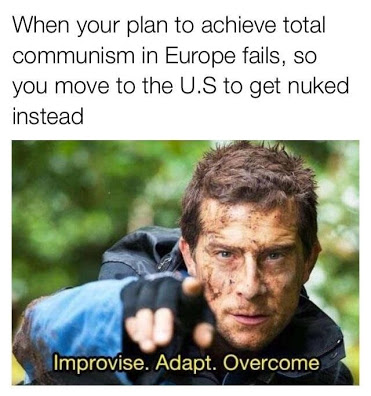 When your plan to achieve total
communism in Europe fails, so
you move to the U.S to get nuked
instead
Improvise. Adapt. Overcome